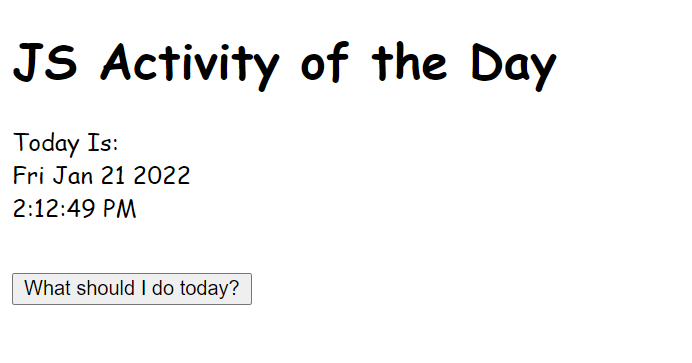 JS Activity of the Day
Today Is:
Fri Jan 21 2022
2:12:49 PM
What should I do today?